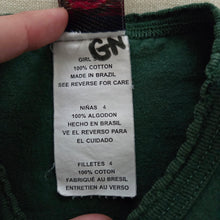 GN
GIRL
100% COTTON
MADE IN BRAZIL
SEE REVERSE FOR CARE
NIÑAS 4
100% ALGODON
HECHO EN BRASIL
VE EL REVERSO PARA
EL CUIDADO
FILLETES 4
100% COTON
FABRIQUÉ AU BRESIL
ENTRETIEN AU VERSO